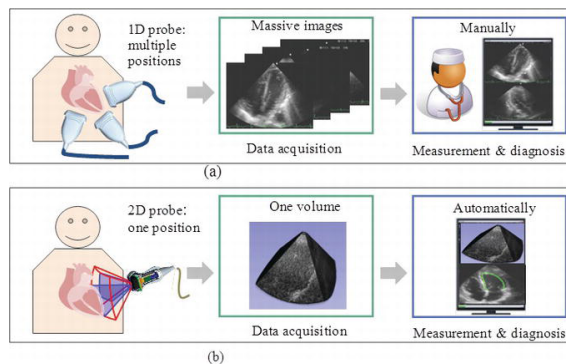 1D probe:
multiple
positions
Massive images
Manually
Data acquisition
Measurement & diagnosis
(a)
2D probe:
one position
One volume
Automatically
Data acquisition
Measurement & diagnosis
(b)